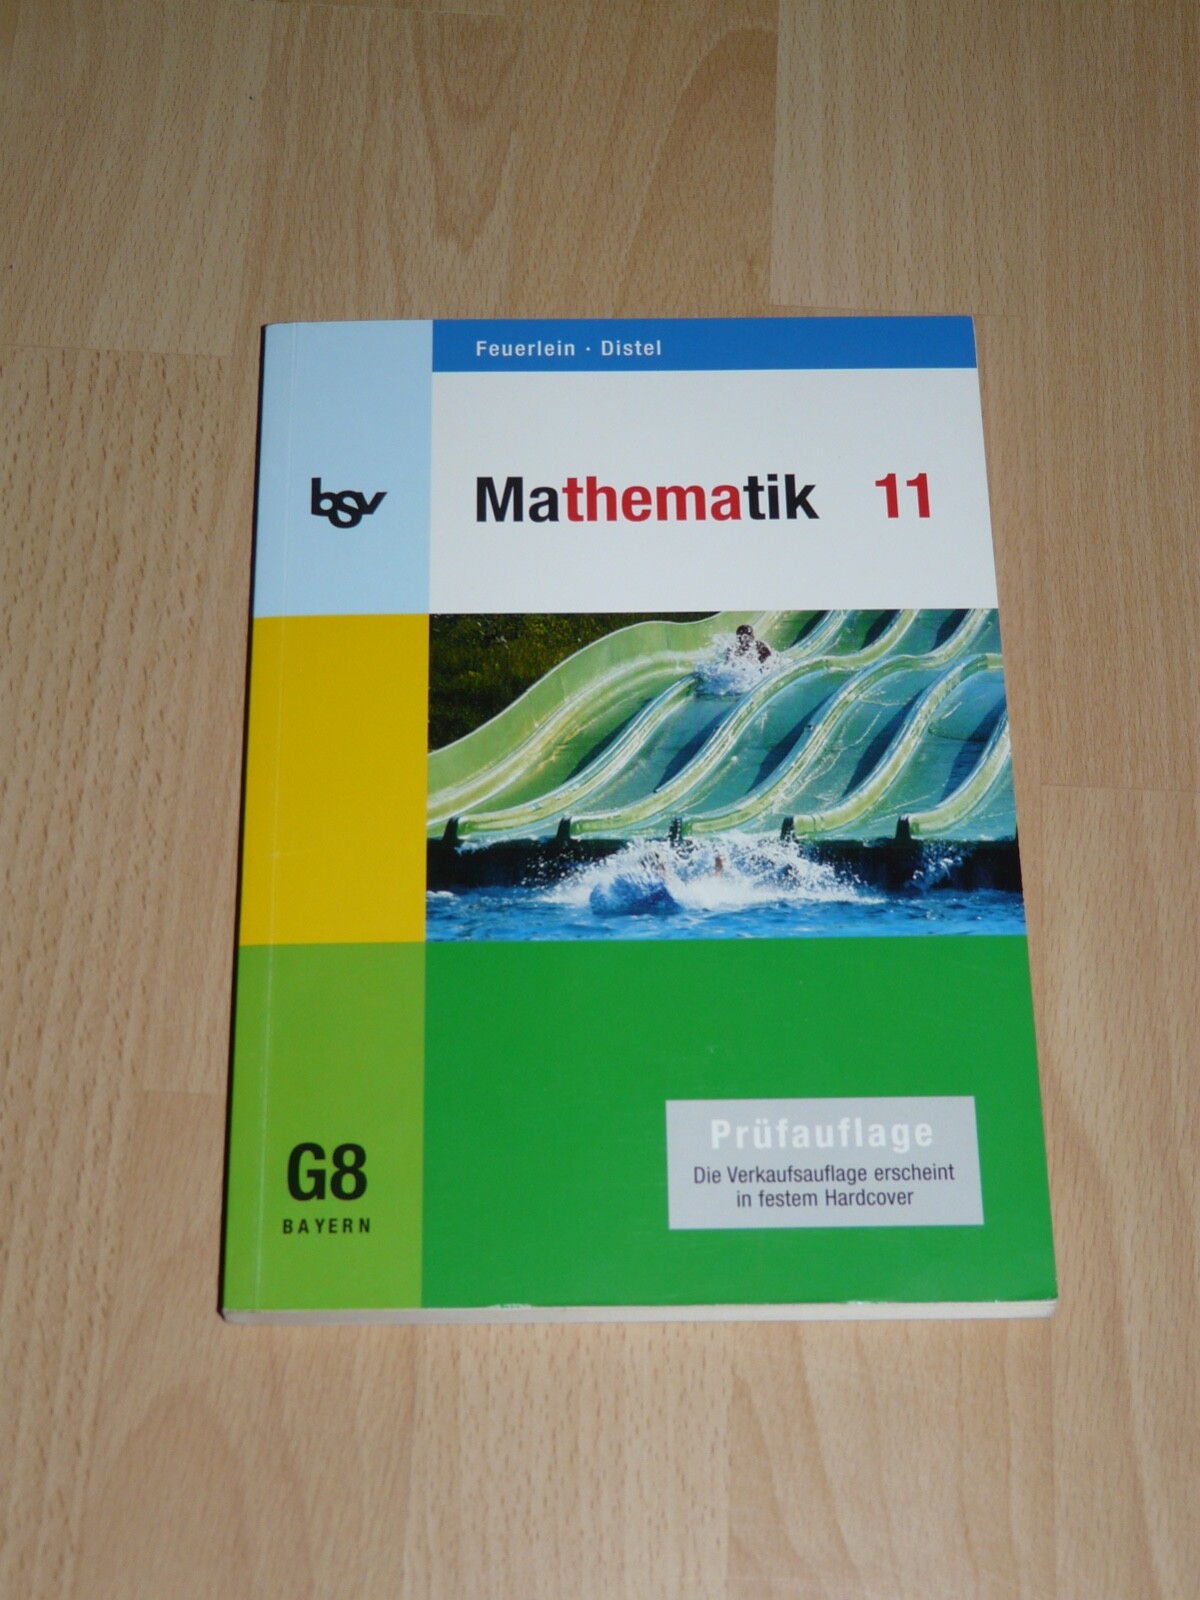 Feuerlein · Distel
bsv
Mathematik 11
Prüfauflage
Die Verkaufsauflage erscheint
in festem Hardcover
G8
BAYERN